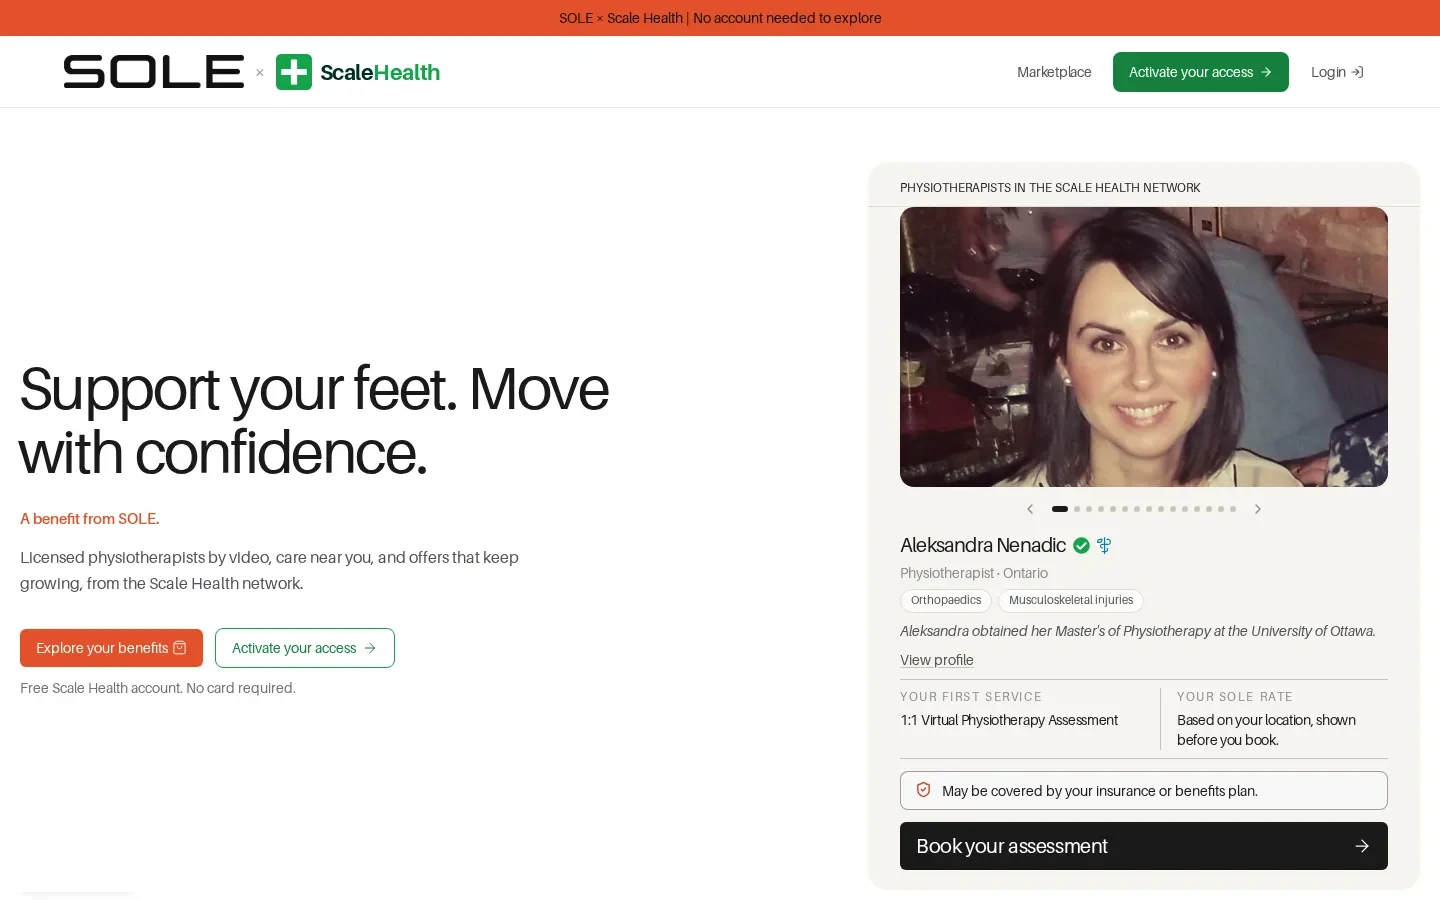 SOLE × Scale Health | No account needed to explore
SOLE × ScaleHealth
Marketplace
Activate your access
Login
Support your feet. Move
with confidence.
A benefit from SOLE.
Licensed physiotherapists by video, care near you, and offers that keep
growing, from the Scale Health network.
Explore your benefits
Activate your access
Free Scale Health account. No card required.
PHYSIOTHERAPISTS IN THE SCALE HEALTH NETWORK
Aleksandra Nenadic
Physiotherapist · Ontario
Orthopaedics
Musculoskeletal injuries
Aleksandra obtained her Master's of Physiotherapy at the University of Ottawa.
View profile
YOUR FIRST SERVICE
1:1 Virtual Physiotherapy Assessment
YOUR SOLE RATE
Based on your location, shown
before you book.
May be covered by your insurance or benefits plan.
Book your assessment